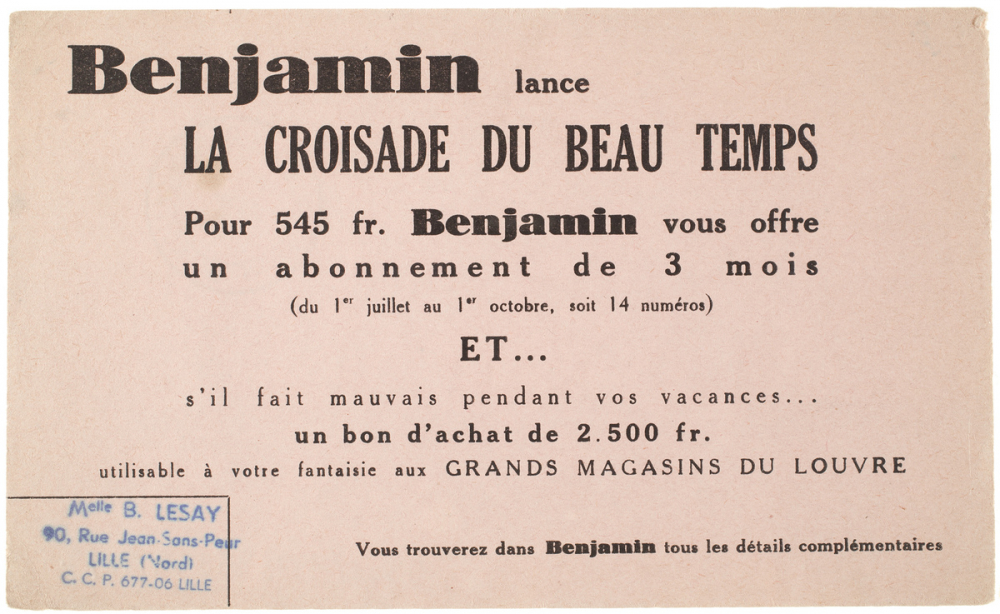 Benjamin lance
LA CROISADE DU BEAU TEMPS
Pour 545 fr. Benjamin vous offre
un abonnement de 3 mois
(du 1er juillet au 1er octobre, soit 14 numéros)
ET...
s'il fait mauvais pendant vos vacances...
un bon d'achat de 2.500 fr.
utilisable à votre fantaisie aux GRANDS MAGASINS DU LOUVRE
Melle B. LESAY
90, Rue Jean-Sans-Peur
LILLE (Nord)
C. C. P. 677-06 LILLE
Vous trouverez dans Benjamin tous les détails complémentaires